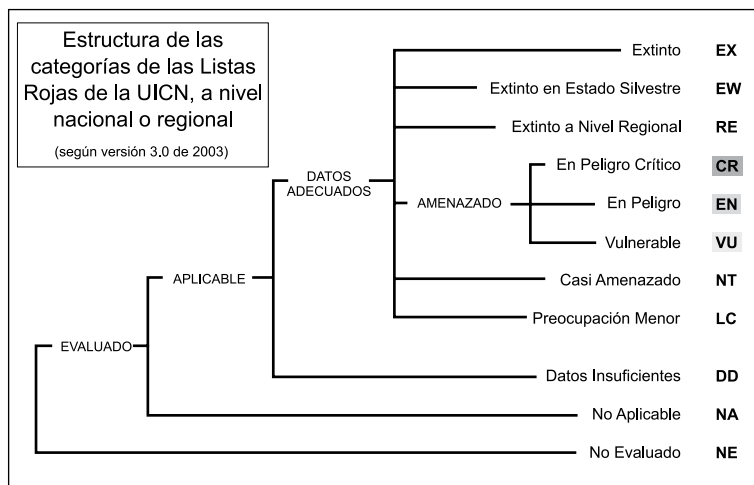 Estructura de las
categorías de las Listas
Rojas de la UICN, a nivel
nacional o regional
(según versión 3.0 de 2003)
Extinto EX
Extinto en Estado Silvestre EW
Extinto a Nivel Regional RE
DATOS
ADECUADOS
En Peligro Crítico CR
AMENAZADO
En Peligro EN
Vulnerable VU
APLICABLE
Casi Amenazado NT
Preocupación Menor LC
EVALUADO
Datos Insuficientes DD
No Aplicable NA
No Evaluado NE